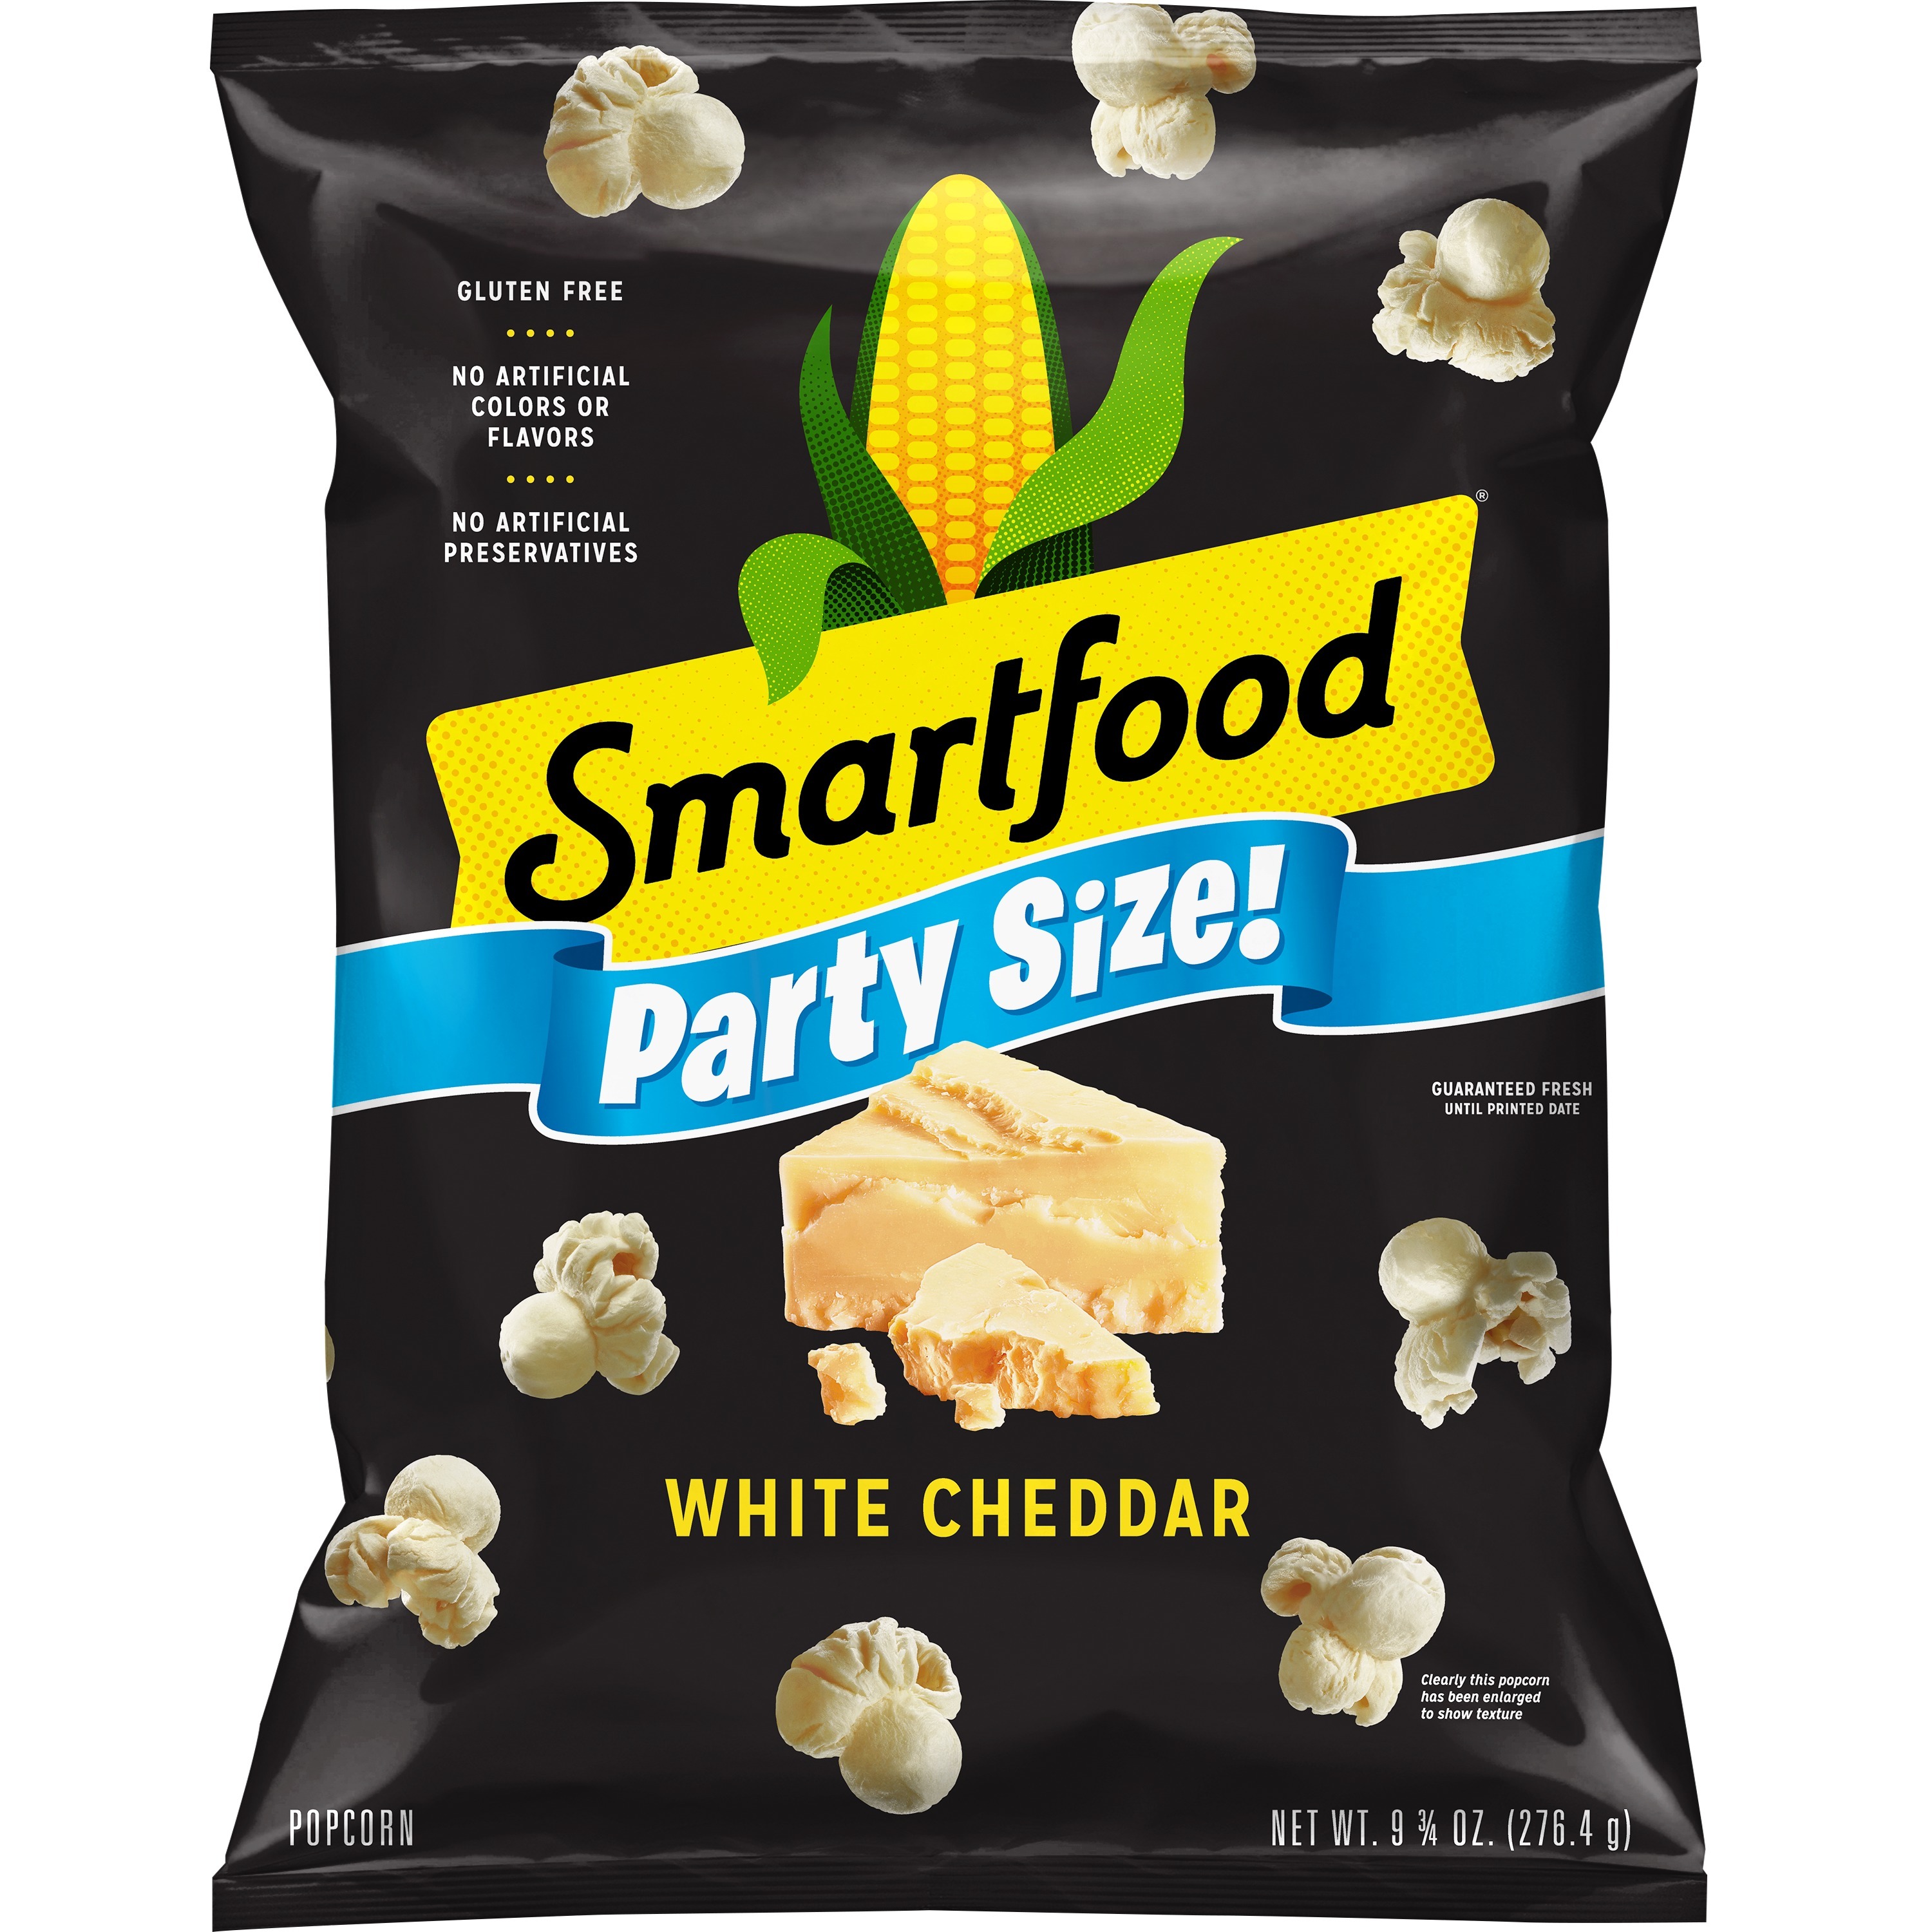 GLUTEN FREE
NO ARTIFICIAL
COLORS OR
FLAVORS
NO ARTIFICIAL
PRESERVATIVES
Smartfood®
Party Size!
GUARANTEED FRESH
UNTIL PRINTED DATE
WHITE CHEDDAR
Clearly this popcorn
has been enlarged
to show texture
POPCORN
NET WT. 9 ¾ OZ. (276.4 g)